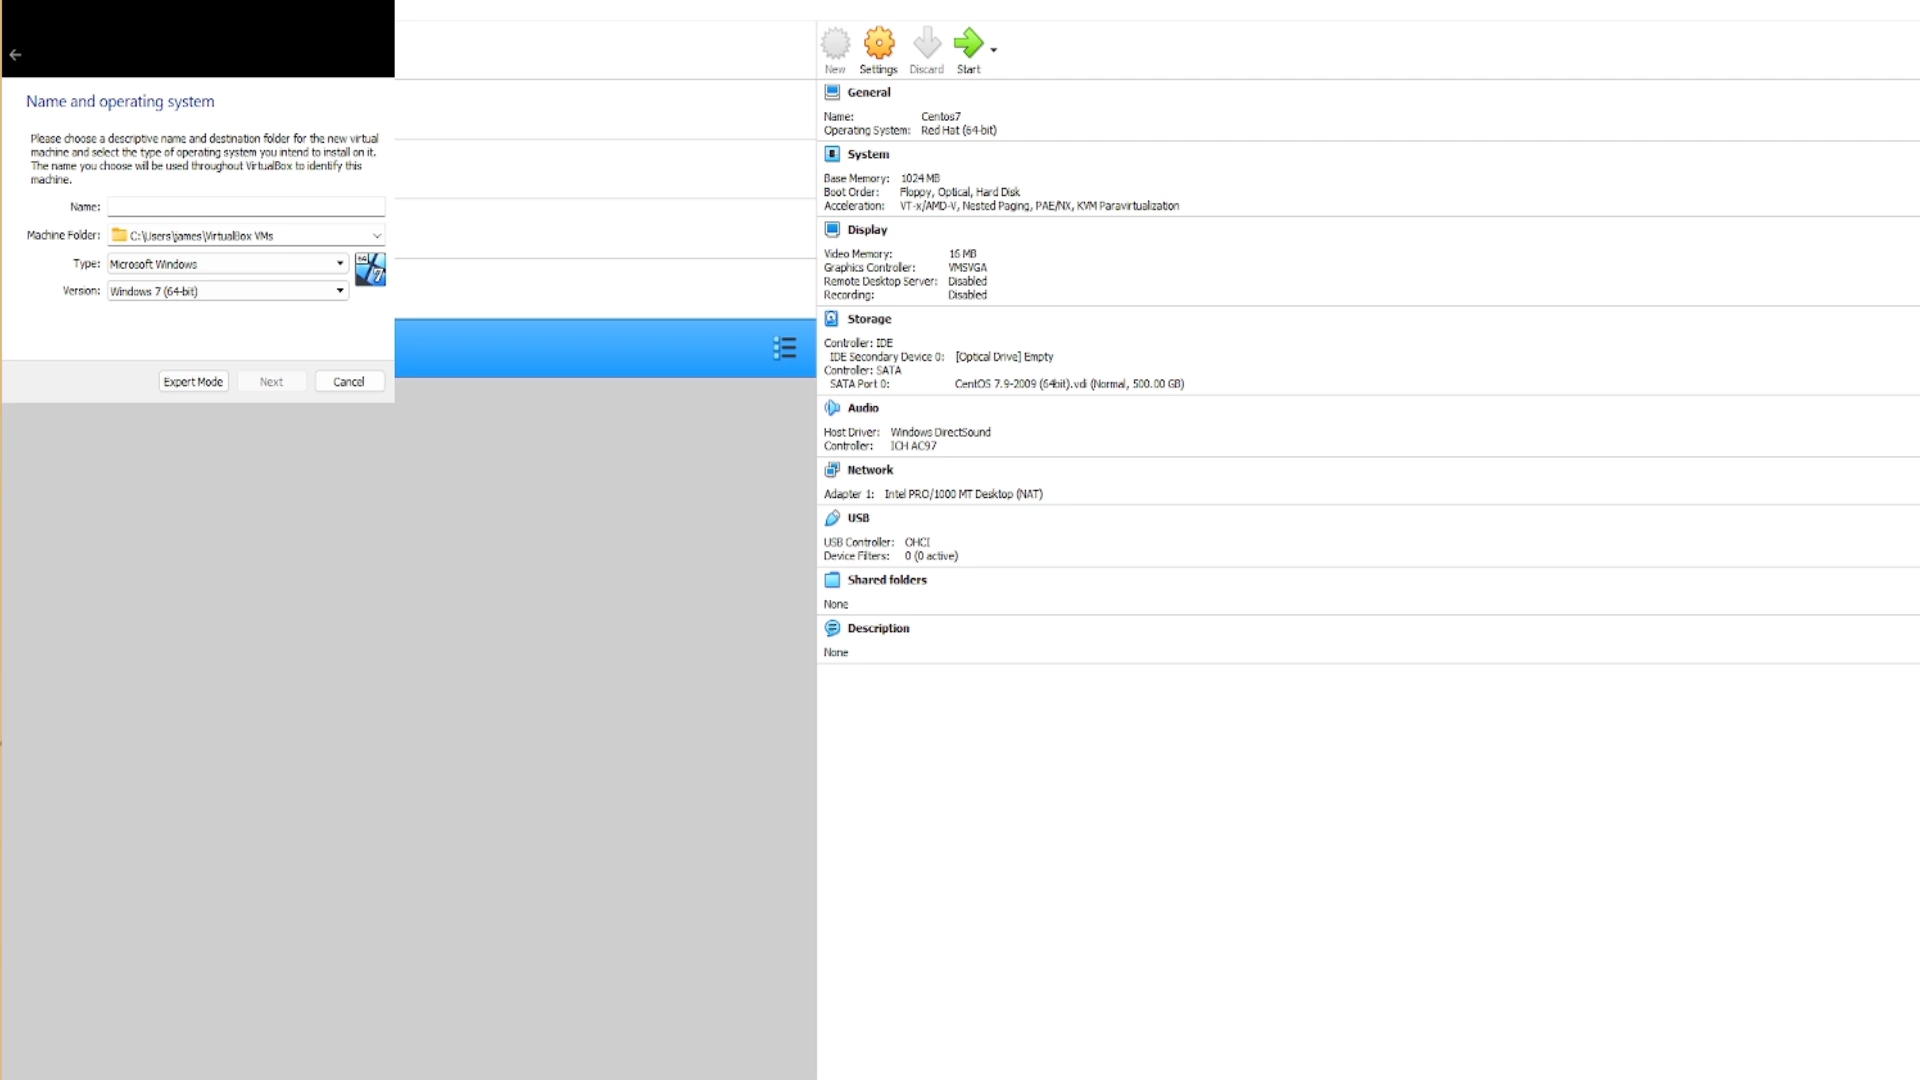 Name and operating system
Please choose a descriptive name and destination folder for the new virtual
machine and select the type of operating system you intend to install on it.
The name you choose will be used throughout VirtualBox to identify this
machine.
Name:
Machine Folder: C:\Users\james\VirtualBox VMs
Type: Microsoft Windows
64
7
Version: Windows 7 (64-bit)
Expert Mode Next Cancel
New Settings Discard Start
General
Name: Centos7
Operating System: Red Hat (64-bit)
System
Base Memory: 1024 MB
Boot Order: Floppy, Optical, Hard Disk
Acceleration: VT-x/AMD-V, Nested Paging, PAE/NX, KVM Paravirtualization
Display
Video Memory: 16 MB
Graphics Controller: VMSVGA
Remote Desktop Server: Disabled
Recording: Disabled
Storage
Controller: IDE
IDE Secondary Device 0: [Optical Drive] Empty
Controller: SATA
SATA Port 0: CentOS 7.9-2009 (64bit).vdi (Normal, 500.00 GB)
Audio
Host Driver: Windows DirectSound
Controller: ICH AC97
Network
Adapter 1: Intel PRO/1000 MT Desktop (NAT)
USB
USB Controller: OHCI
Device Filters: 0 (0 active)
Shared folders
None
Description
None